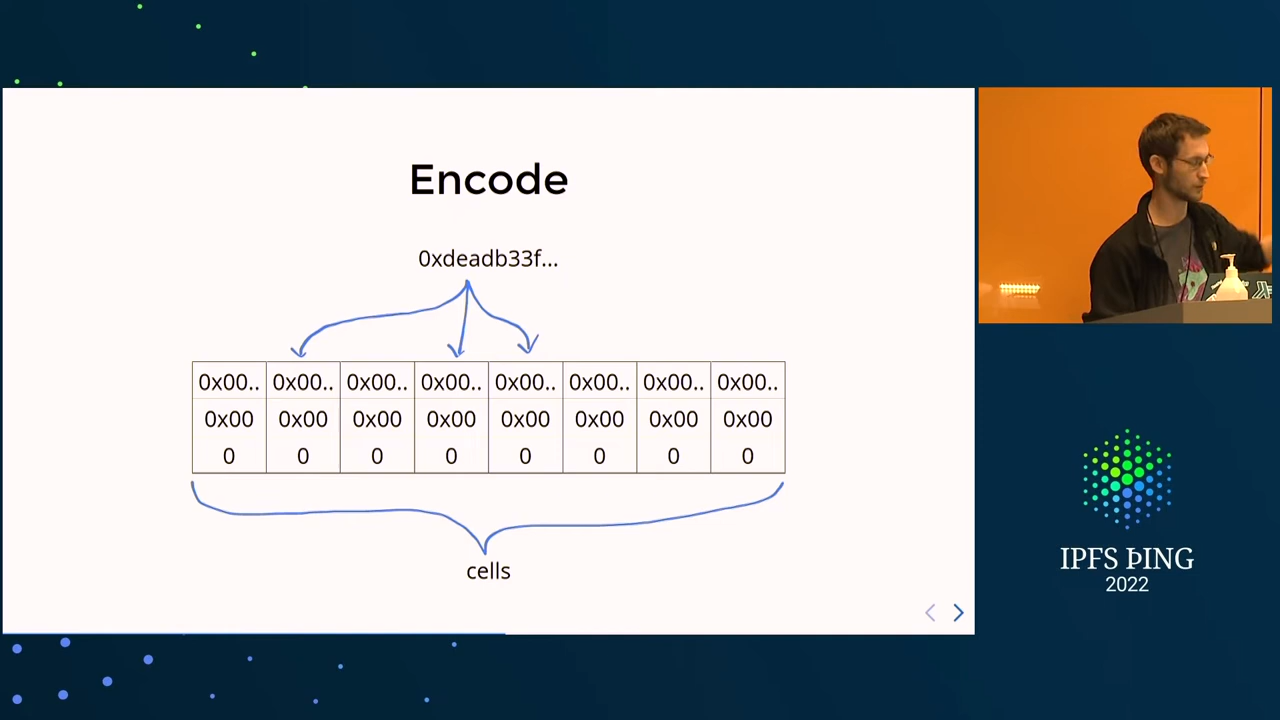 Encode
0xdeadb33f...
0x00.. 0x00.. 0x00.. 0x00.. 0x00.. 0x00.. 0x00.. 0x00..
0x00 0x00 0x00 0x00 0x00 0x00 0x00 0x00
0 0 0 0 0 0 0 0
cells
IPFS ÞING
2022